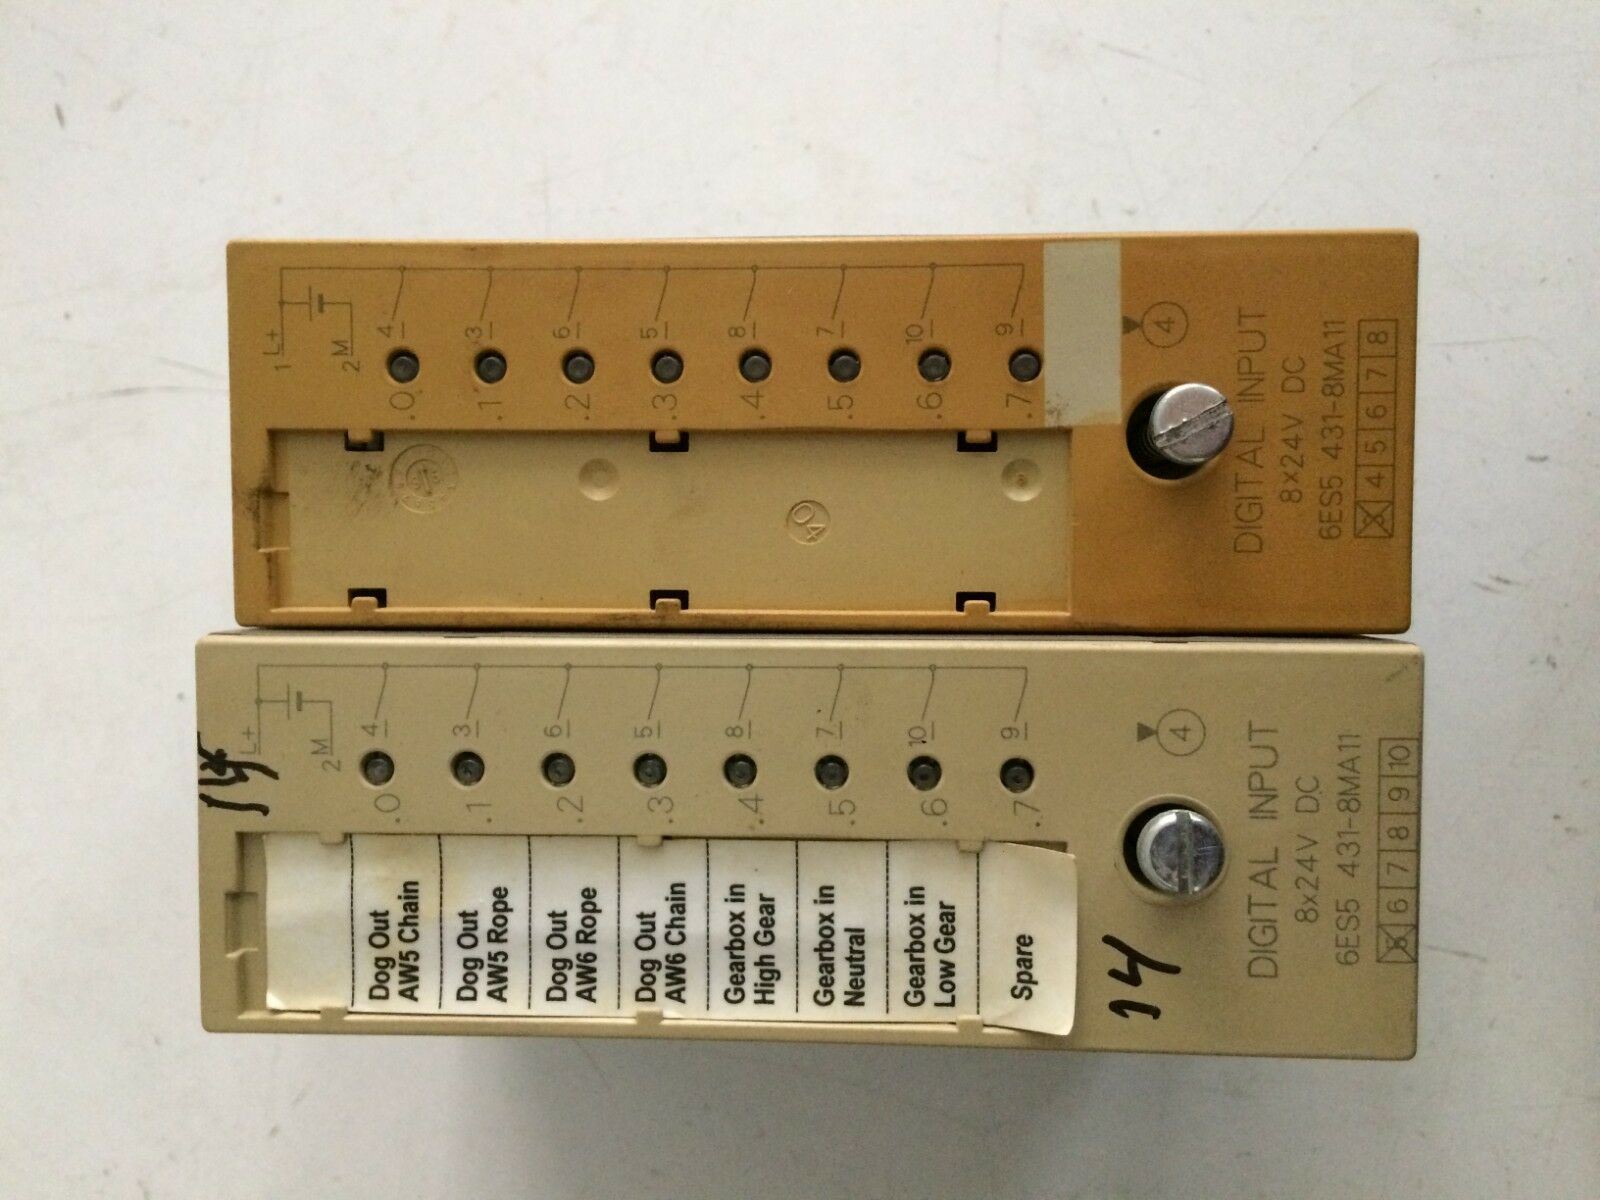 1 L+
2 M
4
3
6
5
8
7
10
9
.0
.1
.2
.3
.4
.5
.6
.7
04
4
DIGITAL INPUT
8x24V DC
6ES5 431-8MA11
4 5 6 7 8
L+
2 M
4
3
6
5
8
7
10
9
.0
.1
.2
.3
.4
.5
.6
.7
Dog Out
AW5 Chain
Dog Out
AW5 Rope
Dog Out
AW6 Rope
Dog Out
AW6 Chain
Gearbox in
High Gear
Gearbox in
Neutral
Gearbox in
Low Gear
Spare
14
4
DIGITAL INPUT
8x24V DC
6ES5 431-8MA11
6 7 8 9 10